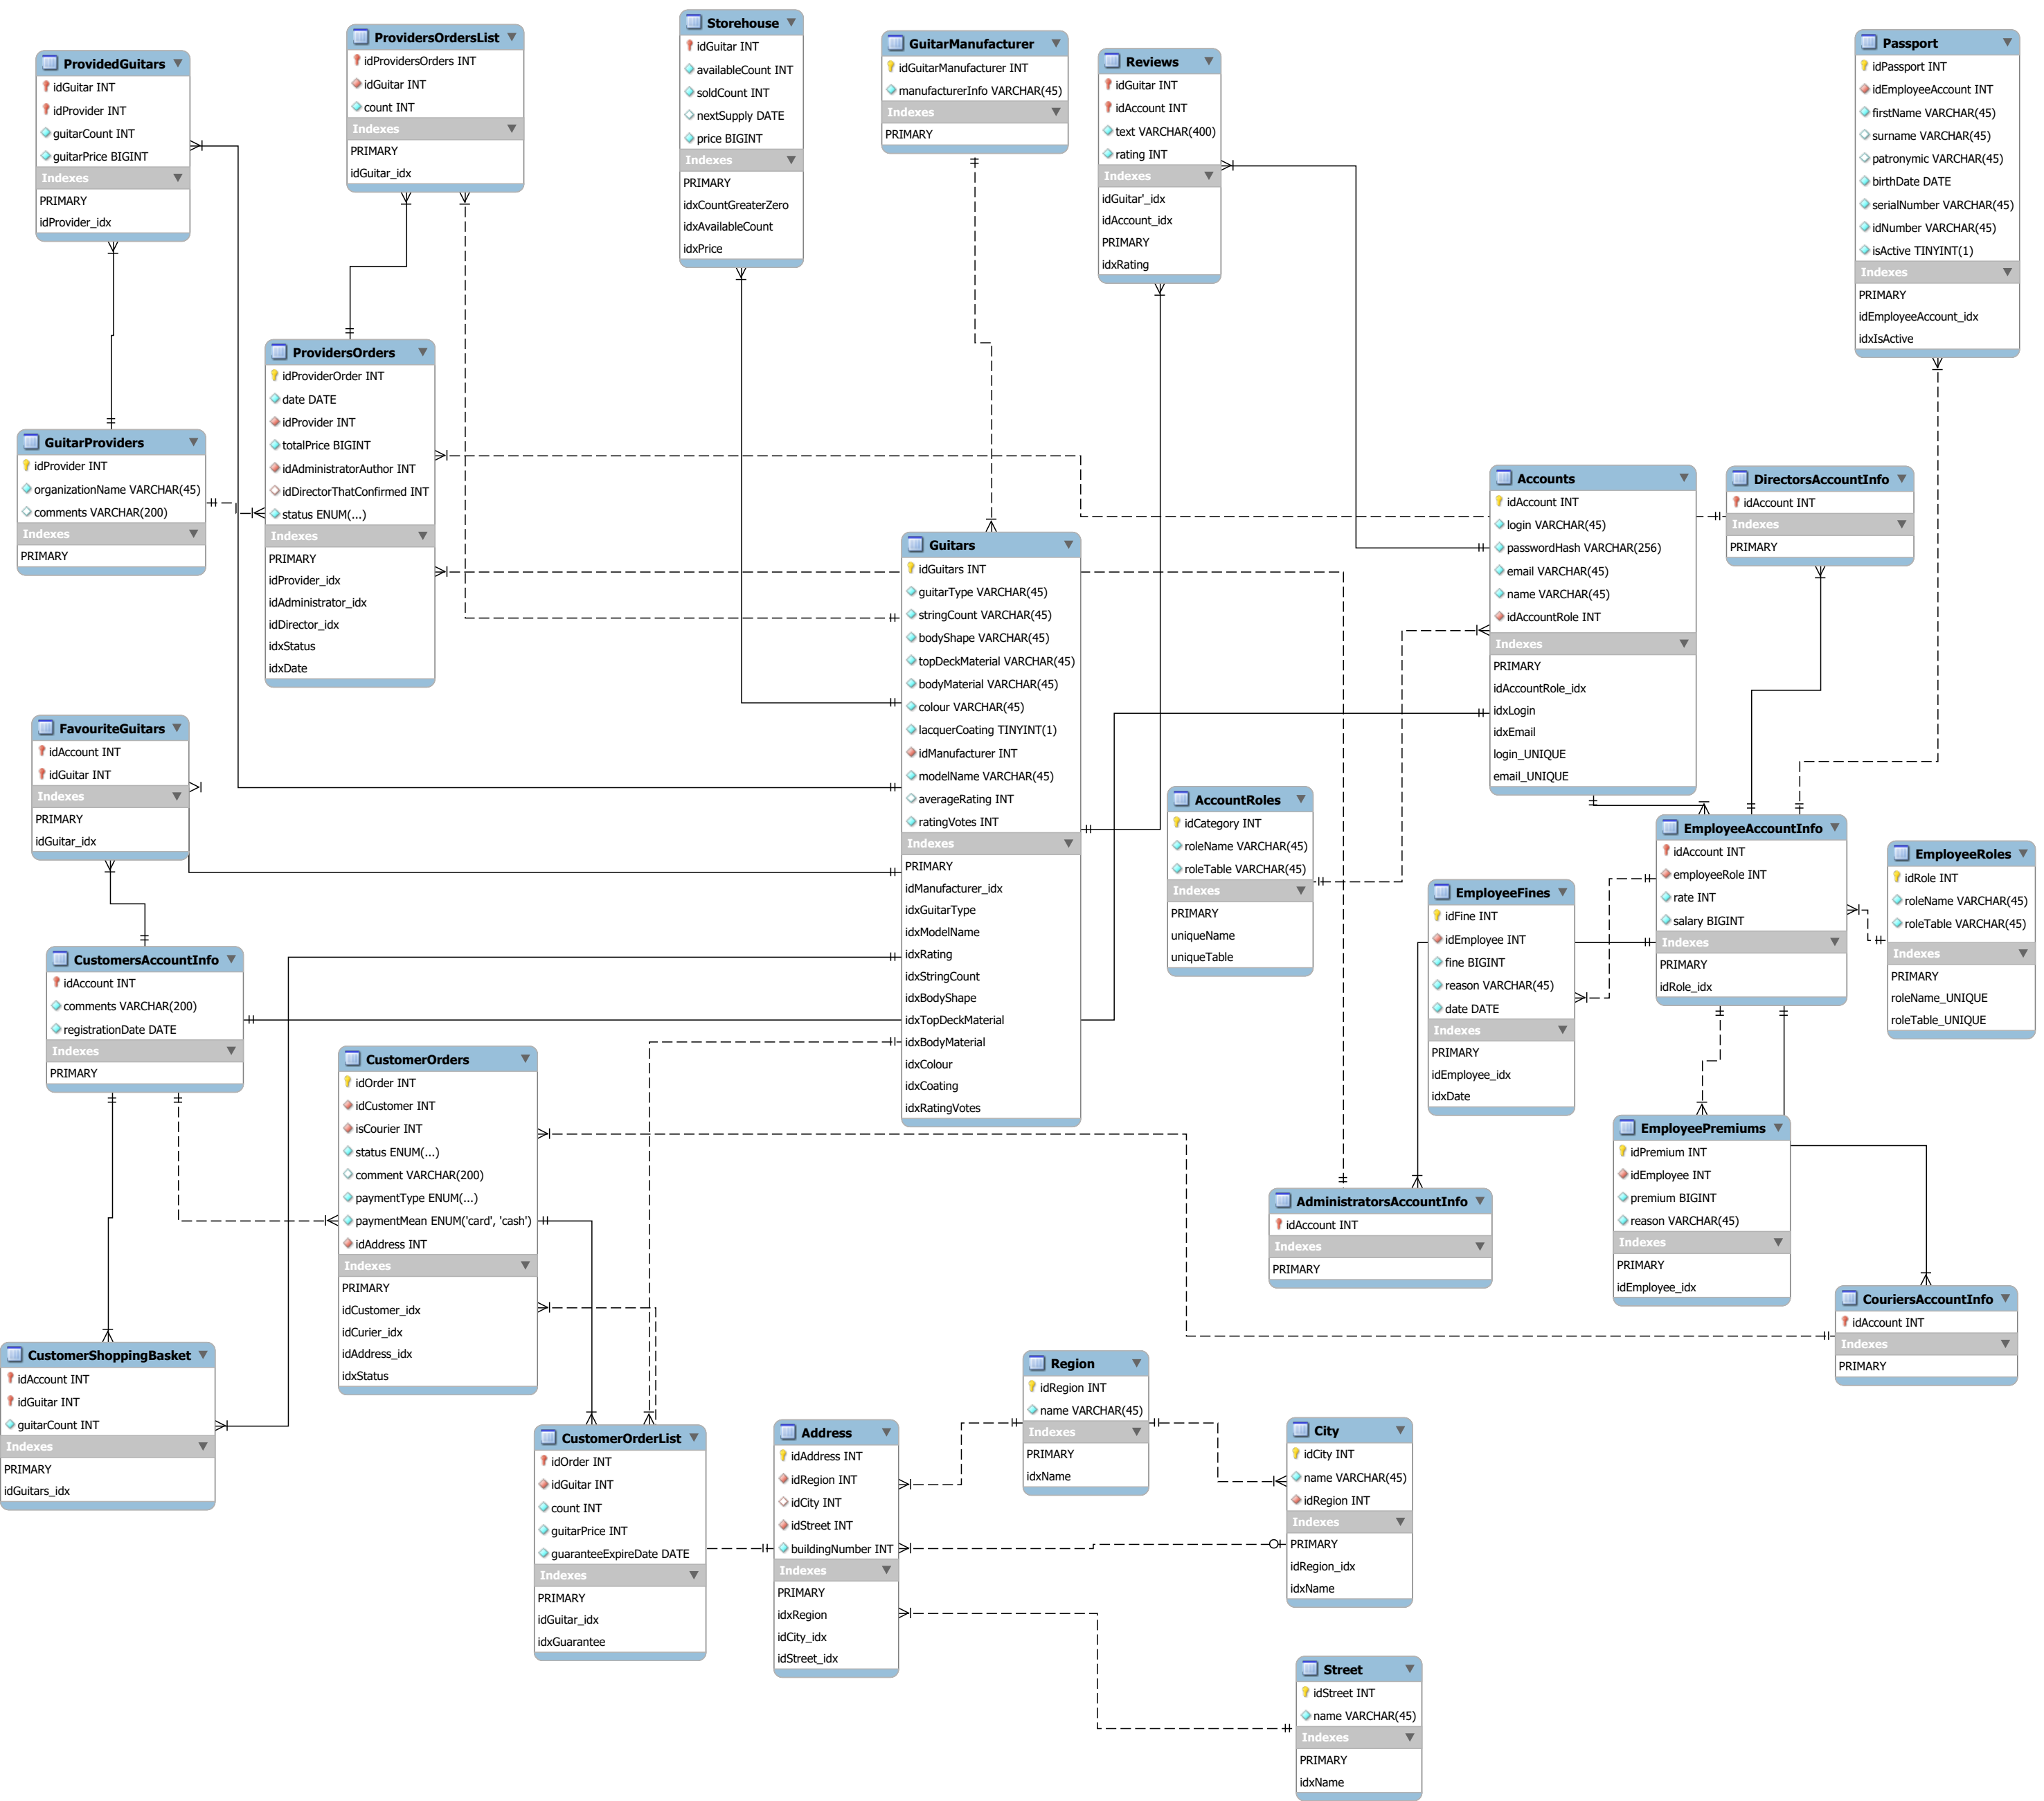 ProvidedGuitars
idGuitar INT
idProvider INT
guitarCount INT
guitarPrice BIGINT
Indexes
PRIMARY
idProvider_idx
ProvidersOrdersList
idProvidersOrders INT
idGuitar INT
count INT
Indexes
PRIMARY
idGuitar_idx
Storehouse
idGuitar INT
availableCount INT
soldCount INT
nextSupply DATE
price BIGINT
Indexes
PRIMARY
idxCountGreaterZero
idxAvailableCount
idxPrice
GuitarManufacturer
idGuitarManufacturer INT
manufacturerInfo VARCHAR(45)
Indexes
PRIMARY
Reviews
idGuitar INT
idAccount INT
text VARCHAR(400)
rating INT
Indexes
idGuitar'_idx
idAccount_idx
PRIMARY
idxRating
Passport
idPassport INT
idEmployeeAccount INT
firstName VARCHAR(45)
surname VARCHAR(45)
patronymic VARCHAR(45)
birthDate DATE
serialNumber VARCHAR(45)
idNumber VARCHAR(45)
isActive TINYINT(1)
Indexes
PRIMARY
idEmployeeAccount_idx
idxIsActive
GuitarProviders
idProvider INT
organizationName VARCHAR(45)
comments VARCHAR(200)
Indexes
PRIMARY
ProvidersOrders
idProviderOrder INT
date DATE
idProvider INT
totalPrice BIGINT
idAdministratorAuthor INT
idDirectorThatConfirmed INT
status ENUM(...)
Indexes
PRIMARY
idProvider_idx
idAdministrator_idx
idDirector_idx
idxStatus
idxDate
Guitars
idGuitars INT
guitarType VARCHAR(45)
stringCount VARCHAR(45)
bodyShape VARCHAR(45)
topDeckMaterial VARCHAR(45)
bodyMaterial VARCHAR(45)
colour VARCHAR(45)
lacquerCoating TINYINT(1)
idManufacturer INT
modelName VARCHAR(45)
averageRating INT
ratingVotes INT
Indexes
PRIMARY
idManufacturer_idx
idxGuitarType
idxModelName
idxRating
idxStringCount
idxBodyShape
idxTopDeckMaterial
idxBodyMaterial
idxColour
idxCoating
idxRatingVotes
Accounts
idAccount INT
login VARCHAR(45)
passwordHash VARCHAR(256)
email VARCHAR(45)
name VARCHAR(45)
idAccountRole INT
Indexes
PRIMARY
idAccountRole_idx
idxLogin
idxEmail
login_UNIQUE
email_UNIQUE
DirectorsAccountInfo
idAccount INT
Indexes
PRIMARY
FavouriteGuitars
idAccount INT
idGuitar INT
Indexes
PRIMARY
idGuitar_idx
AccountRoles
idCategory INT
roleName VARCHAR(45)
roleTable VARCHAR(45)
Indexes
PRIMARY
uniqueName
uniqueTable
EmployeeAccountInfo
idAccount INT
employeeRole INT
rate INT
salary BIGINT
Indexes
PRIMARY
idRole_idx
EmployeeRoles
idRole INT
roleName VARCHAR(45)
roleTable VARCHAR(45)
Indexes
PRIMARY
roleName_UNIQUE
roleTable_UNIQUE
EmployeeFines
idFine INT
idEmployee INT
fine BIGINT
reason VARCHAR(45)
date DATE
Indexes
PRIMARY
idEmployee_idx
idxDate
CustomersAccountInfo
idAccount INT
comments VARCHAR(200)
registrationDate DATE
Indexes
PRIMARY
CustomerOrders
idOrder INT
idCustomer INT
isCourier INT
status ENUM(...)
comment VARCHAR(200)
paymentType ENUM(...)
paymentMean ENUM('card', 'cash')
idAddress INT
Indexes
PRIMARY
idCustomer_idx
idCurier_idx
idAddress_idx
idxStatus
EmployeePremiums
idPremium INT
idEmployee INT
premium BIGINT
reason VARCHAR(45)
Indexes
PRIMARY
idEmployee_idx
AdministratorsAccountInfo
idAccount INT
Indexes
PRIMARY
CouriersAccountInfo
idAccount INT
Indexes
PRIMARY
CustomerShoppingBasket
idAccount INT
idGuitar INT
guitarCount INT
Indexes
PRIMARY
idGuitars_idx
CustomerOrderList
idOrder INT
idGuitar INT
count INT
guitarPrice INT
guaranteeExpireDate DATE
Indexes
PRIMARY
idGuitar_idx
idxGuarantee
Address
idAddress INT
idRegion INT
idCity INT
idStreet INT
buildingNumber INT
Indexes
PRIMARY
idxRegion
idCity_idx
idStreet_idx
Region
idRegion INT
name VARCHAR(45)
Indexes
PRIMARY
idxName
City
idCity INT
name VARCHAR(45)
idRegion INT
Indexes
PRIMARY
idRegion_idx
idxName
Street
idStreet INT
name VARCHAR(45)
Indexes
PRIMARY
idxName